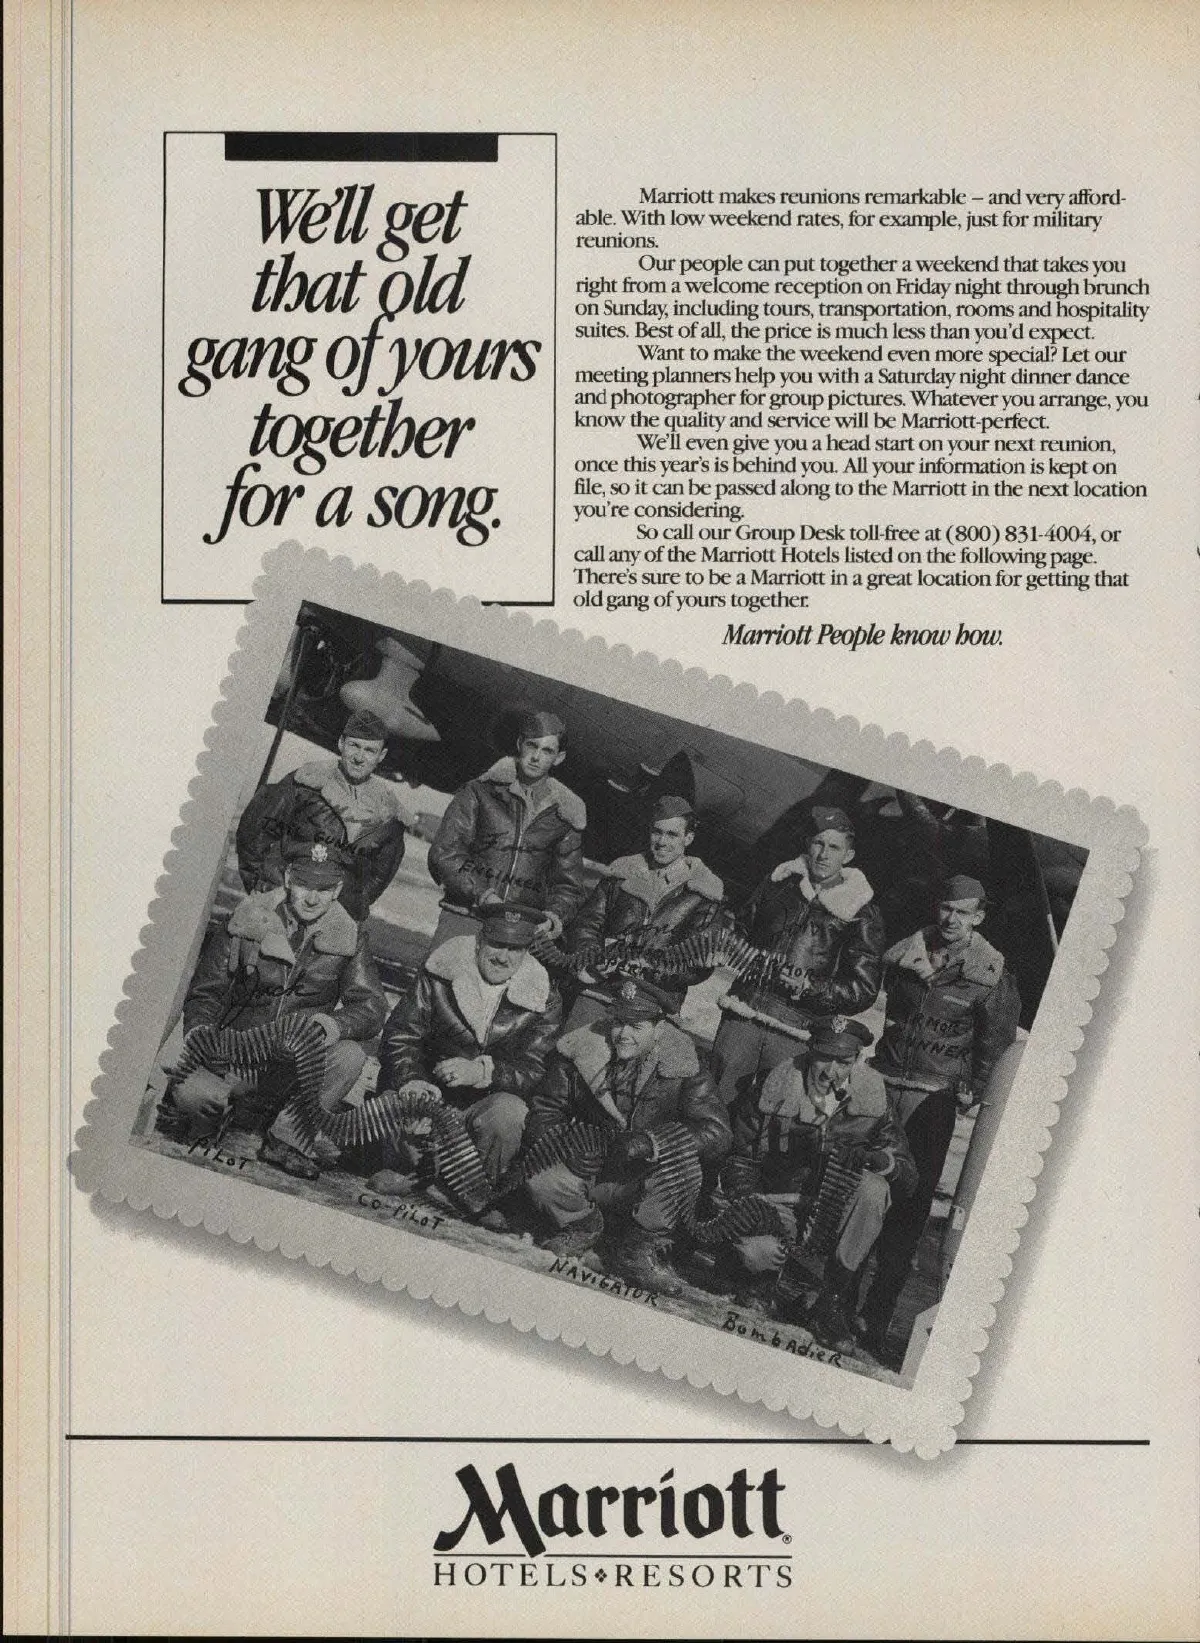 We'll get
that old
gang of yours
together
for a song.
Marriott makes reunions remarkable – and very afford-
able. With low weekend rates, for example, just for military
reunions.
Our people can put together a weekend that takes you
right from a welcome reception on Friday night through brunch
on Sunday, including tours, transportation, rooms and hospitality
suites. Best of all, the price is much less than you'd expect.
Want to make the weekend even more special? Let our
meeting planners help you with a Saturday night dinner dance
and photographer for group pictures. Whatever you arrange, you
know the quality and service will be Marriott-perfect.
We'll even give you a head start on your next reunion,
once this year's is behind you. All your information is kept on
file, so it can be passed along to the Marriott in the next location
you're considering.
So call our Group Desk toll-free at (800) 831-4004, or
call any of the Marriott Hotels listed on the following page.
There's sure to be a Marriott in a great location for getting that
old gang of yours together.
Marriott People know how.
TAIL GUNNER
ENGINEER
ARMOR
GUNNER
Jack
PILOT
CO-PILOT
NAVIGATOR
BombAdieR
Marriott®
HOTELS❖RESORTS